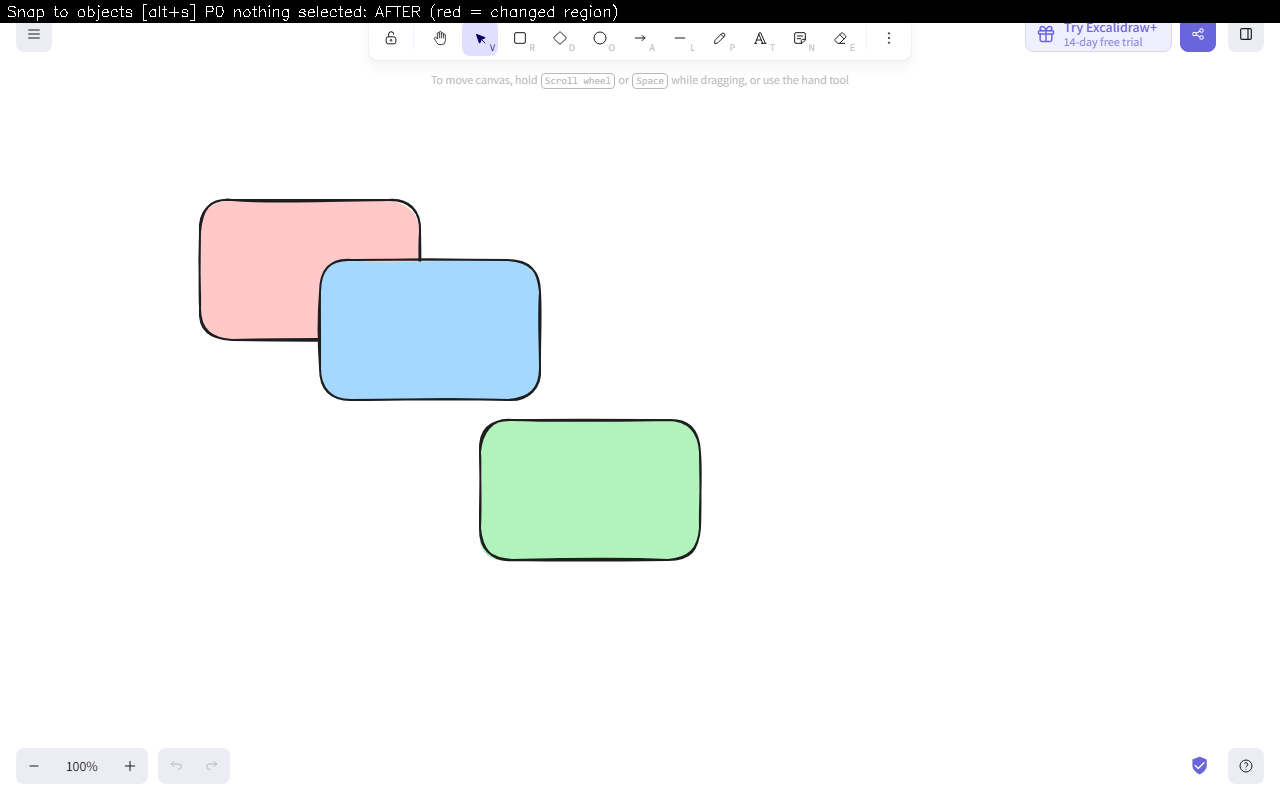 Snap to objects [alt+s] P0 nothing selected: AFTER (red = changed region)
V R D O A L P T N E
Try Excalidraw+
14-day free trial
To move canvas, hold Scroll wheel or Space while dragging, or use the hand tool
100%